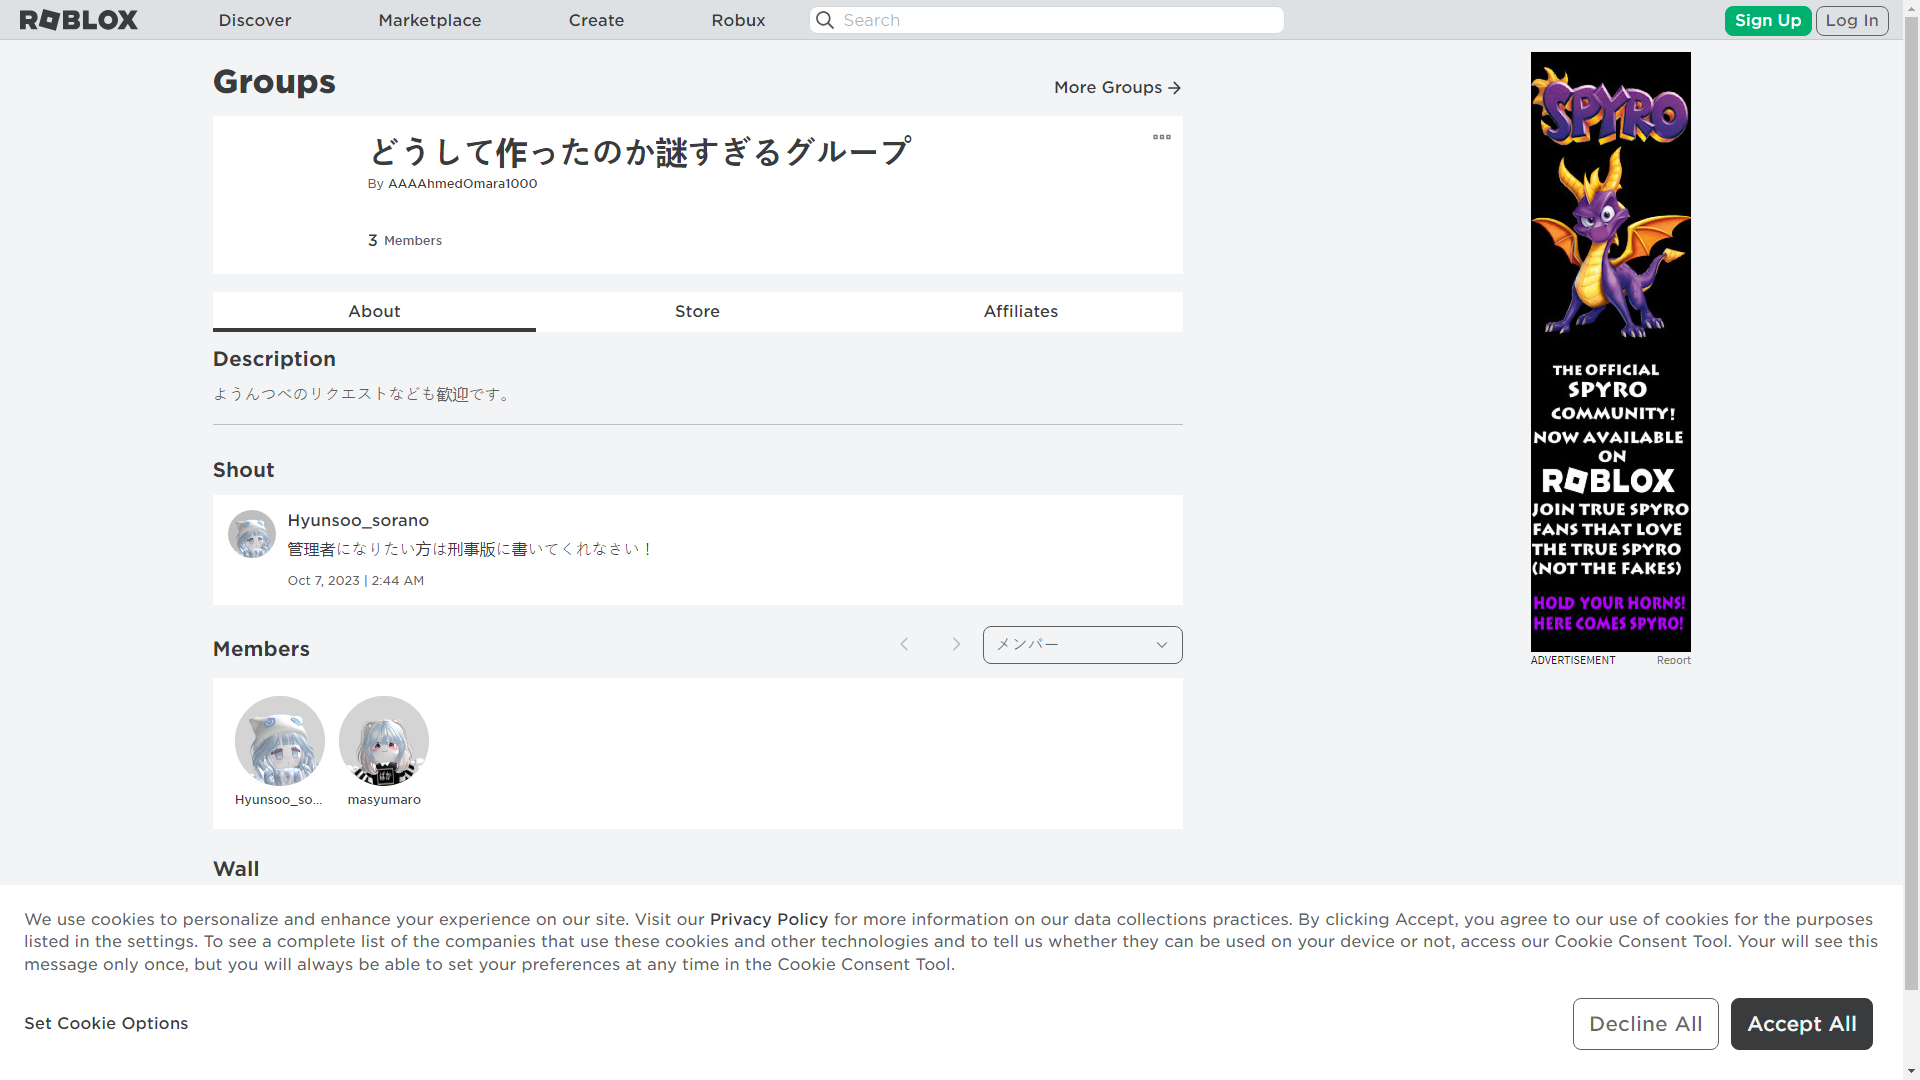 ROBLOX
Discover
Marketplace
Create
Robux
Search
Sign Up
Log In
Groups
More Groups
どうして作ったのか謎すぎるグループ
By AAAAhmedOmara1000
3 Members
About
Store
Affiliates
Description
ようんつべのリクエストなども歓迎です。
Shout
Hyunsoo_sorano
管理者になりたい方は刑事版に書いてくれなさい！
Oct 7, 2023 | 2:44 AM
Members
メンバー
Hyunsoo_so...
masyumaro
Wall
SPYRO
THE OFFICIAL
SPYRO
COMMUNITY!
NOW AVAILABLE
ON
ROBLOX
JOIN TRUE SPYRO
FANS THAT LOVE
THE TRUE SPYRO
(NOT THE FAKES)
HOLD YOUR HORNS!
HERE COMES SPYRO!
ADVERTISEMENT
Report
We use cookies to personalize and enhance your experience on our site. Visit our Privacy Policy for more information on our data collections practices. By clicking Accept, you agree to our use of cookies for the purposes
listed in the settings. To see a complete list of the companies that use these cookies and other technologies and to tell us whether they can be used on your device or not, access our Cookie Consent Tool. Your will see this
message only once, but you will always be able to set your preferences at any time in the Cookie Consent Tool.
Set Cookie Options
Decline All
Accept All